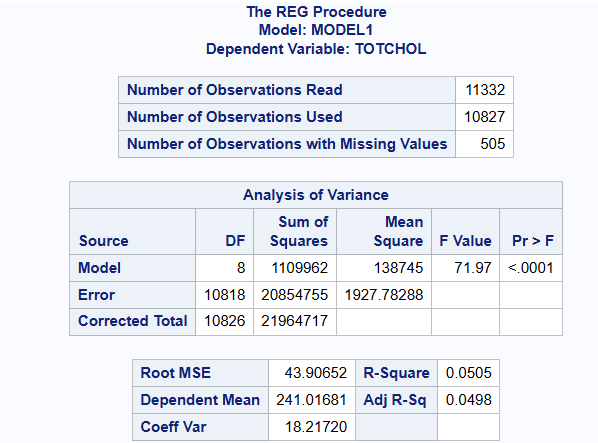 The REG Procedure
Model: MODEL1
Dependent Variable: TOTCHOL
Number of Observations Read 11332
Number of Observations Used 10827
Number of Observations with Missing Values 505
Analysis of Variance
Source DF Sum of Squares Mean Square F Value Pr > F
Model 8 1109962 138745 71.97 <.0001
Error 10818 20854755 1927.78288
Corrected Total 10826 21964717
Root MSE 43.90652 R-Square 0.0505
Dependent Mean 241.01681 Adj R-Sq 0.0498
Coeff Var 18.21720